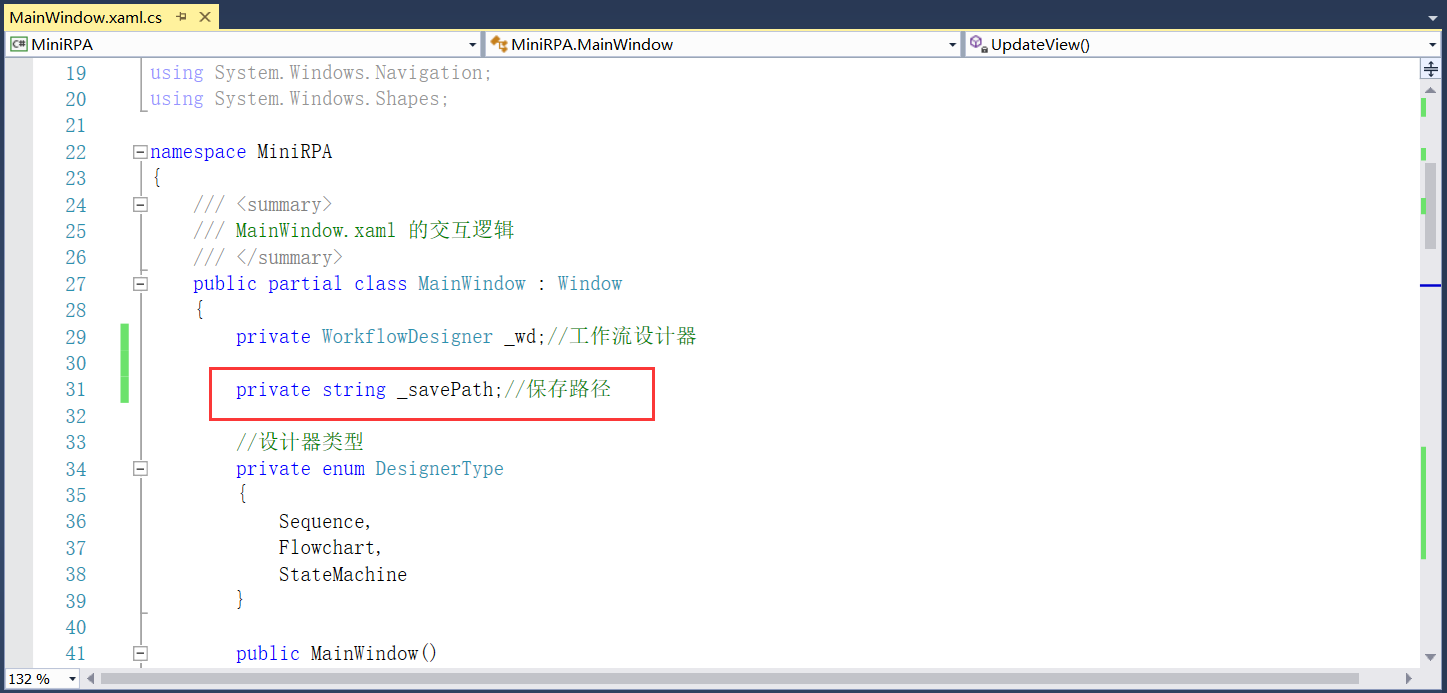 MainWindow.xaml.cs
C# MiniRPA
MiniRPA.MainWindow
UpdateView()
19 using System.Windows.Navigation;
20 using System.Windows.Shapes;
21
22 namespace MiniRPA
23 {
24 /// <summary>
25 /// MainWindow.xaml 的交互逻辑
26 /// </summary>
27 public partial class MainWindow : Window
28 {
29 private WorkflowDesigner _wd;//工作流设计器
30
31 private string _savePath;//保存路径
32
33 //设计器类型
34 private enum DesignerType
35 {
36 Sequence,
37 Flowchart,
38 StateMachine
39 }
40
41 public MainWindow()
132 %